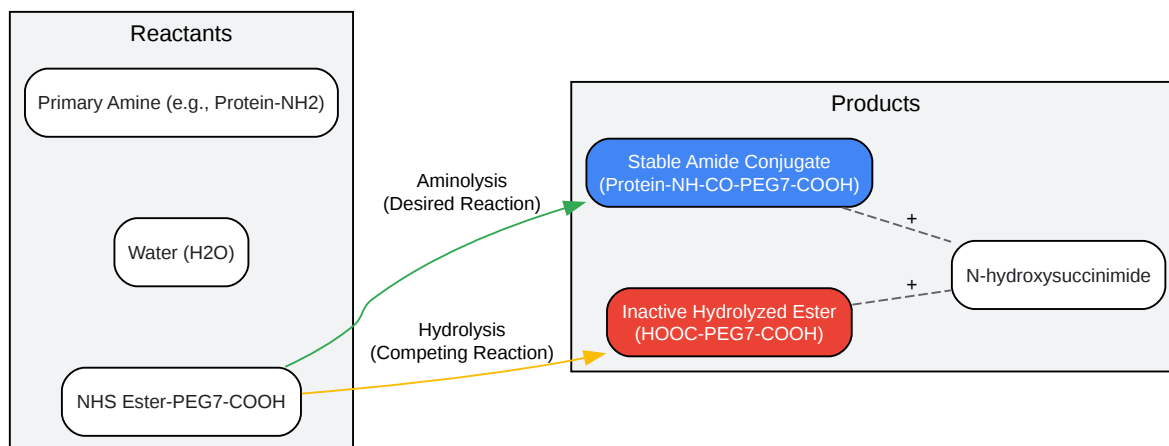 Reactants
Primary Amine (e.g., Protein-NH2)
Water (H2O)
NHS Ester-PEG7-COOH
Aminolysis
(Desired Reaction)
Hydrolysis
(Competing Reaction)
Products
Stable Amide Conjugate
(Protein-NH-CO-PEG7-COOH)
+
N-hydroxysuccinimide
+
Inactive Hydrolyzed Ester
(HOOC-PEG7-COOH)